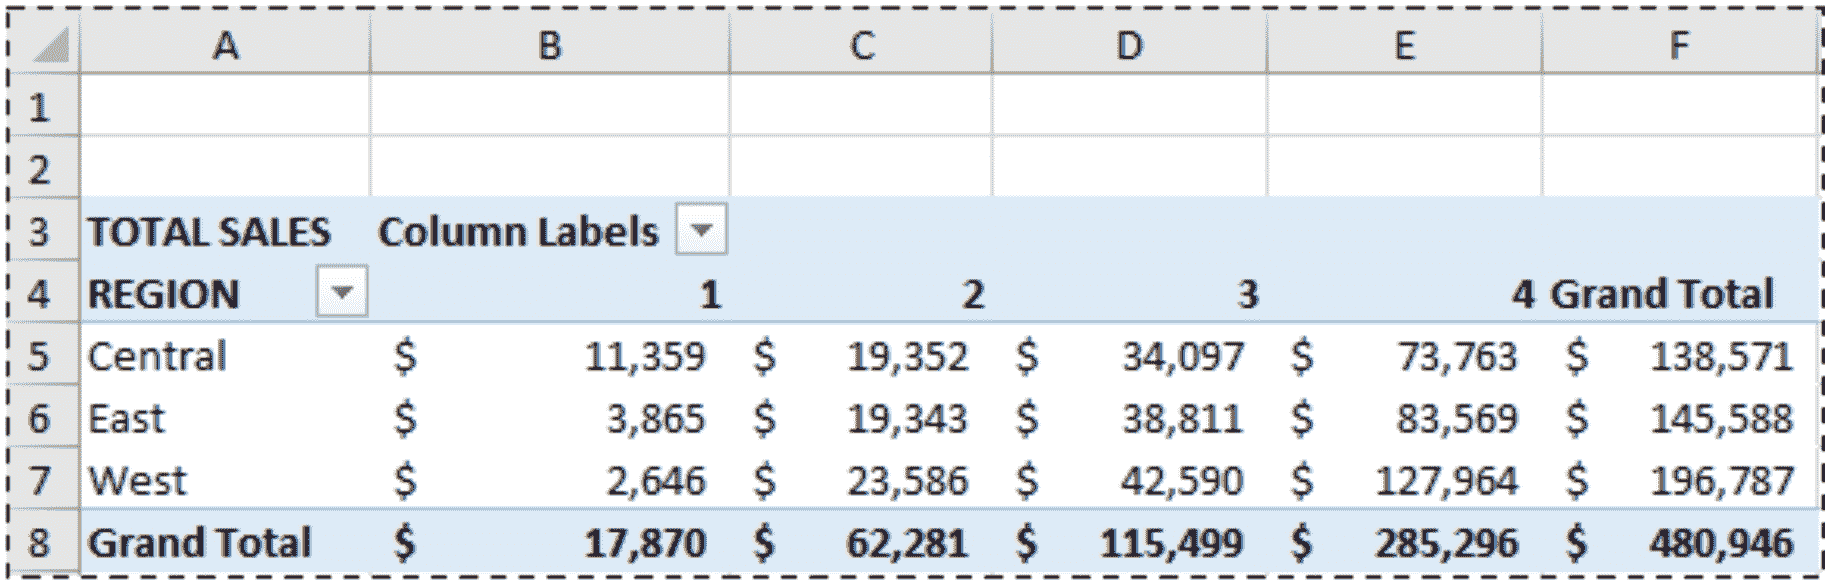 A B C D E F
1
2
3 TOTAL SALES Column Labels
4 REGION 1 2 3 4 Grand Total
5 Central $ 11,359 $ 19,352 $ 34,097 $ 73,763 $ 138,571
6 East $ 3,865 $ 19,343 $ 38,811 $ 83,569 $ 145,588
7 West $ 2,646 $ 23,586 $ 42,590 $ 127,964 $ 196,787
8 Grand Total $ 17,870 $ 62,281 $ 115,499 $ 285,296 $ 480,946